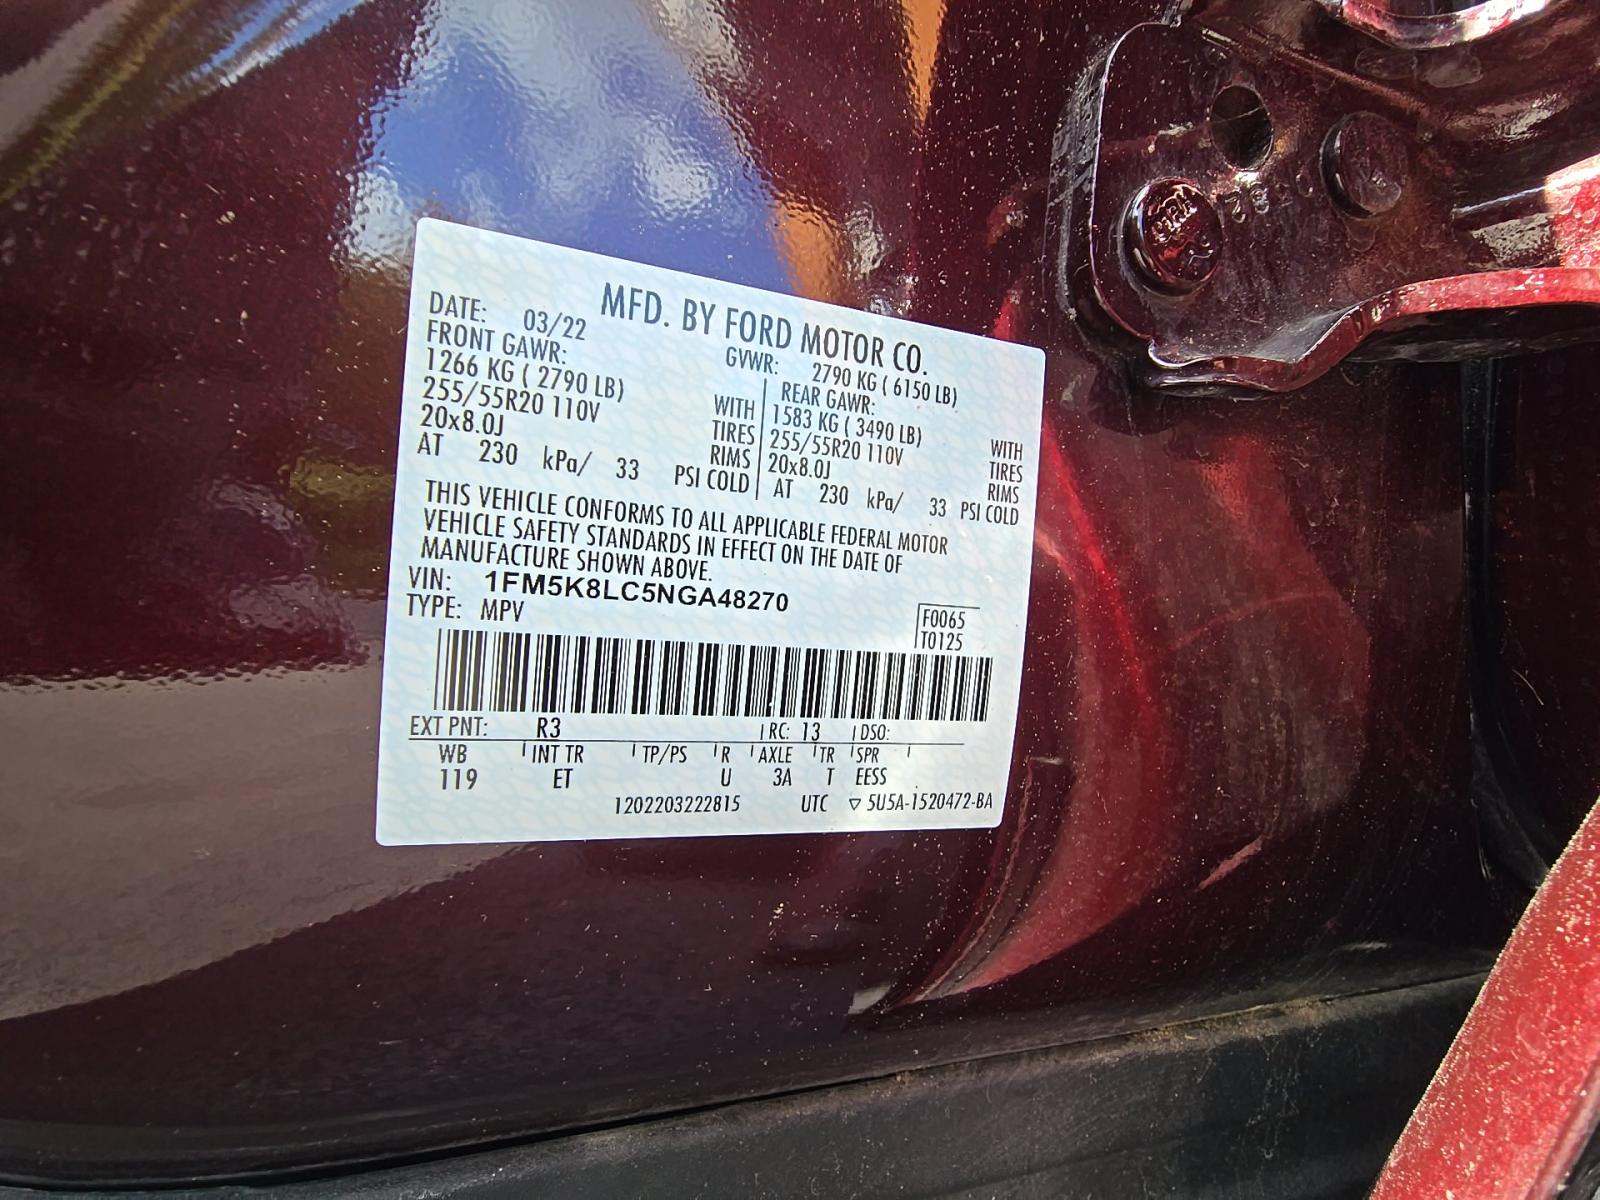 MFD. BY FORD MOTOR CO.
DATE: 03/22 GVWR: 2790 KG ( 6150 LB)
FRONT GAWR: REAR GAWR:
1266 KG ( 2790 LB) WITH 1583 KG ( 3490 LB) WITH
255/55R20 110V TIRES 255/55R20 110V TIRES
20x8.0J RIMS 20x8.0J RIMS
AT 230 kPa/ 33 PSI COLD AT 230 kPa/ 33 PSI COLD
THIS VEHICLE CONFORMS TO ALL APPLICABLE FEDERAL MOTOR
VEHICLE SAFETY STANDARDS IN EFFECT ON THE DATE OF
MANUFACTURE SHOWN ABOVE.
VIN: 1FM5K8LC5NGA48270
TYPE: MPV
F0065
T0125
EXT PNT: R3 RC: 13 DSO:
WB INT TR TP/PS R AXLE TR SPR
119 ET U 3A T EESS
1202203222815 UTC ▽ 5U5A-1520472-BA